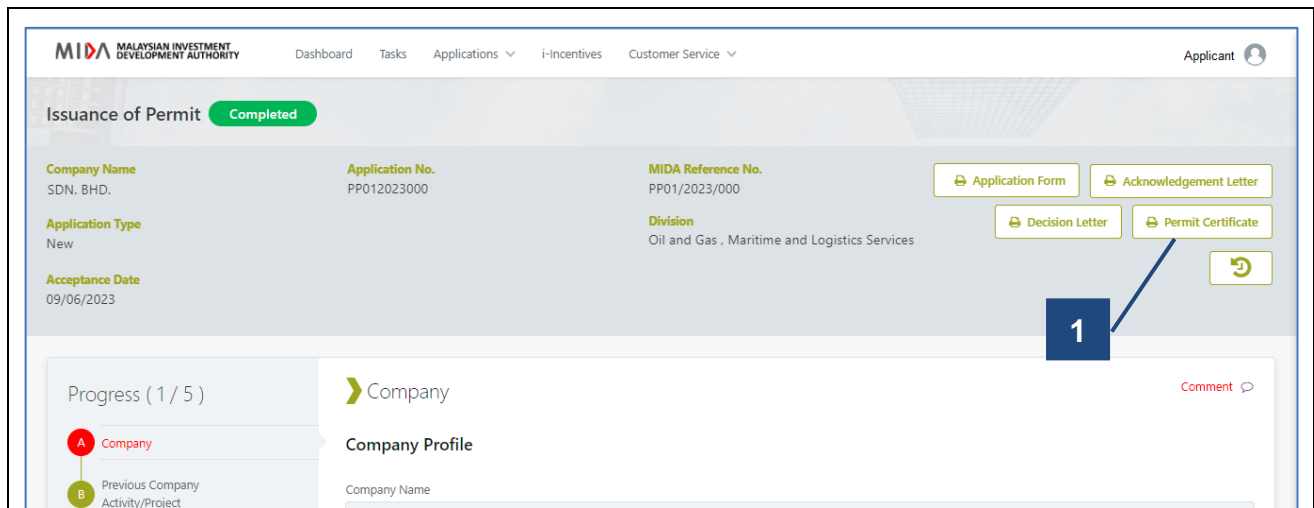 MIDA MALAYSIAN INVESTMENT DEVELOPMENT AUTHORITY Dashboard Tasks Applications i-Incentives Customer Service Applicant
Issuance of Permit Completed
Company Name Application No. MIDA Reference No.
SDN. BHD. PP012023000 PP01/2023/000
Application Form Acknowledgement Letter
Application Type Division
New Oil and Gas , Maritime and Logistics Services
Decision Letter Permit Certificate
Acceptance Date
09/06/2023
1
Progress ( 1 / 5 ) Company Comment
A Company Company Profile
B Previous Company Activity/Project
Company Name